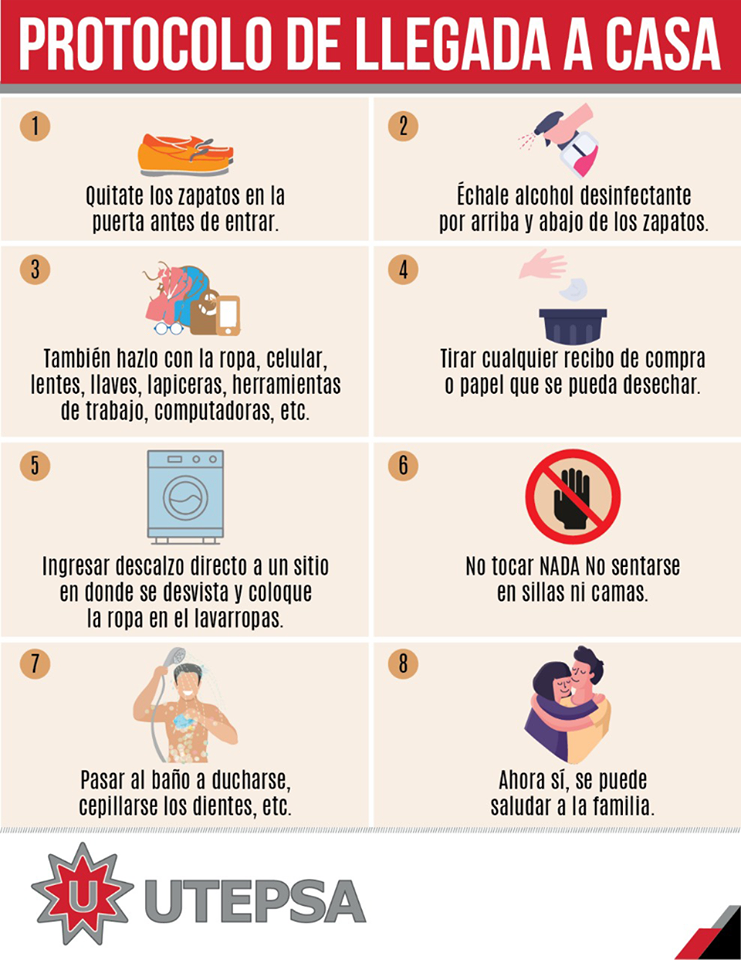 PROTOCOLO DE LLEGADA A CASA
1
Quitate los zapatos en la
puerta antes de entrar.
2
Échale alcohol desinfectante
por arriba y abajo de los zapatos.
3
También hazlo con la ropa, celular,
lentes, llaves, lapiceras, herramientas
de trabajo, computadoras, etc.
4
Tirar cualquier recibo de compra
o papel que se pueda desechar.
5
Ingresar descalzo directo a un sitio
en donde se desvista y coloque
la ropa en el lavarropas.
6
No tocar NADA No sentarse
en sillas ni camas.
7
Pasar al baño a ducharse,
cepillarse los dientes, etc.
8
Ahora sí, se puede
saludar a la familia.
U UTEPSA